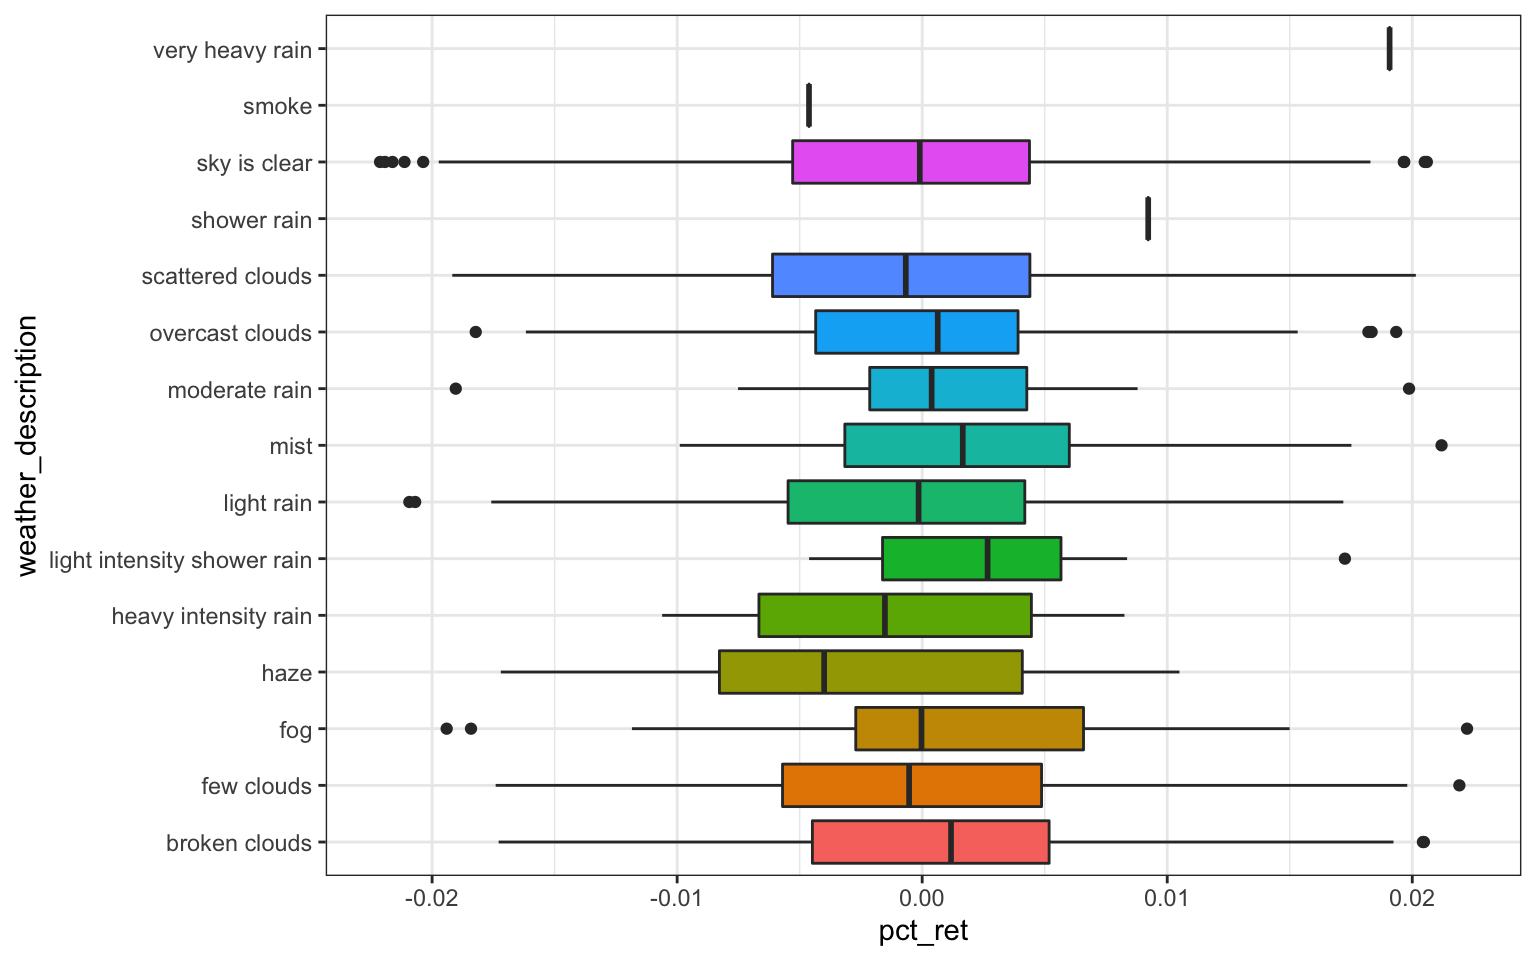 very heavy rain
smoke
sky is clear
shower rain
scattered clouds
overcast clouds
moderate rain
mist
light rain
light intensity shower rain
heavy intensity rain
haze
fog
few clouds
broken clouds
weather_description
-0.02 -0.01 0.00 0.01 0.02
pct_ret